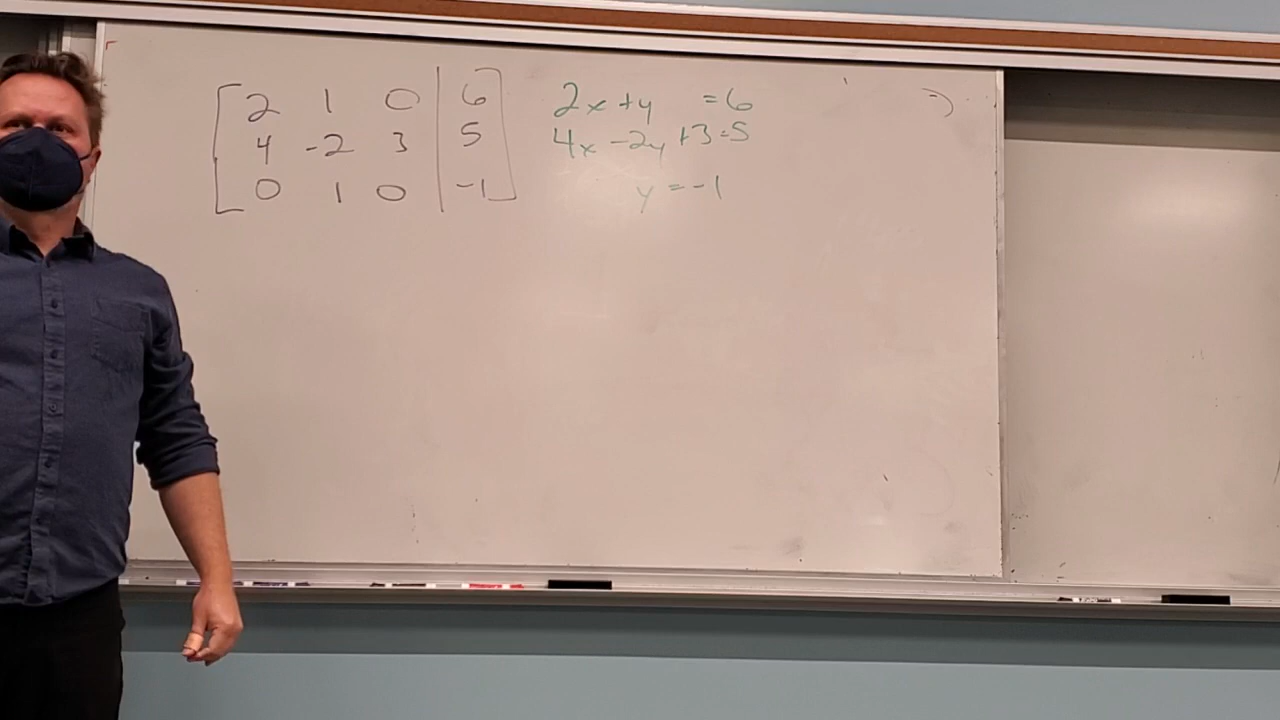 2 1 0 6 2x + y = 6
4 -2 3 5 4x - 2y + 3 = 5
0 1 0 -1 y = -1